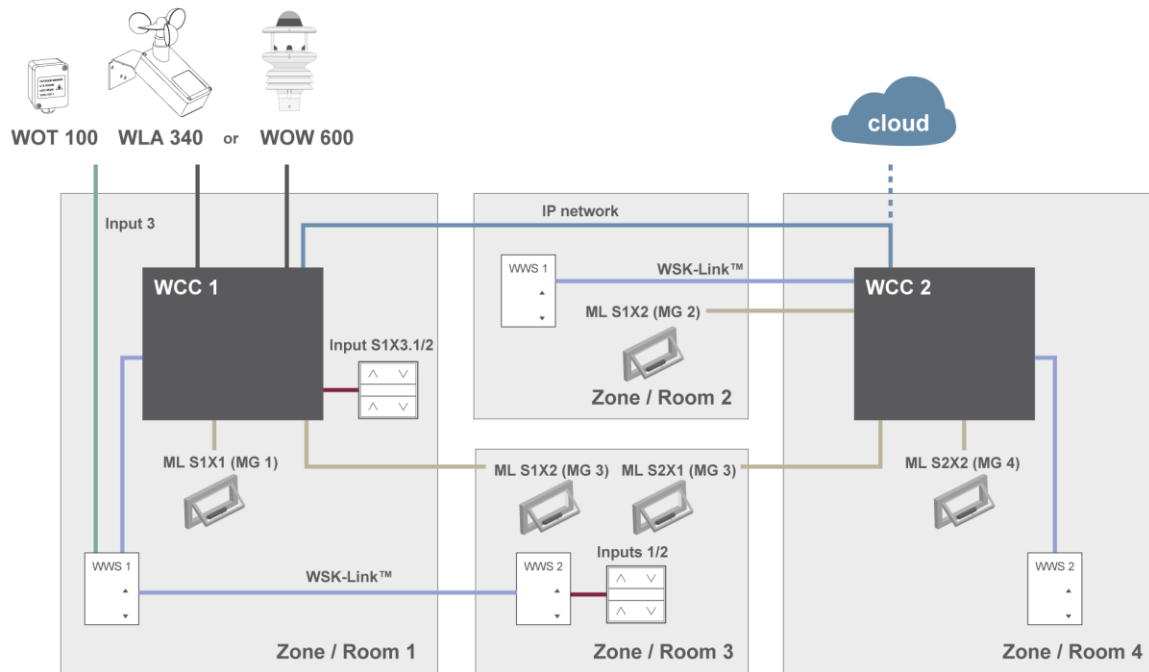 WOT 100
WLA 340
or
WOW 600
cloud
Input 3
IP network
WCC 1
WWS 1
WSK-Link™
WCC 2
ML S1X2 (MG 2)
Input S1X3.1/2
Zone / Room 2
ML S1X1 (MG 1)
ML S1X2 (MG 3)
ML S2X1 (MG 3)
ML S2X2 (MG 4)
WWS 1
WSK-Link™
WWS 2
Inputs 1/2
WWS 2
Zone / Room 1
Zone / Room 3
Zone / Room 4